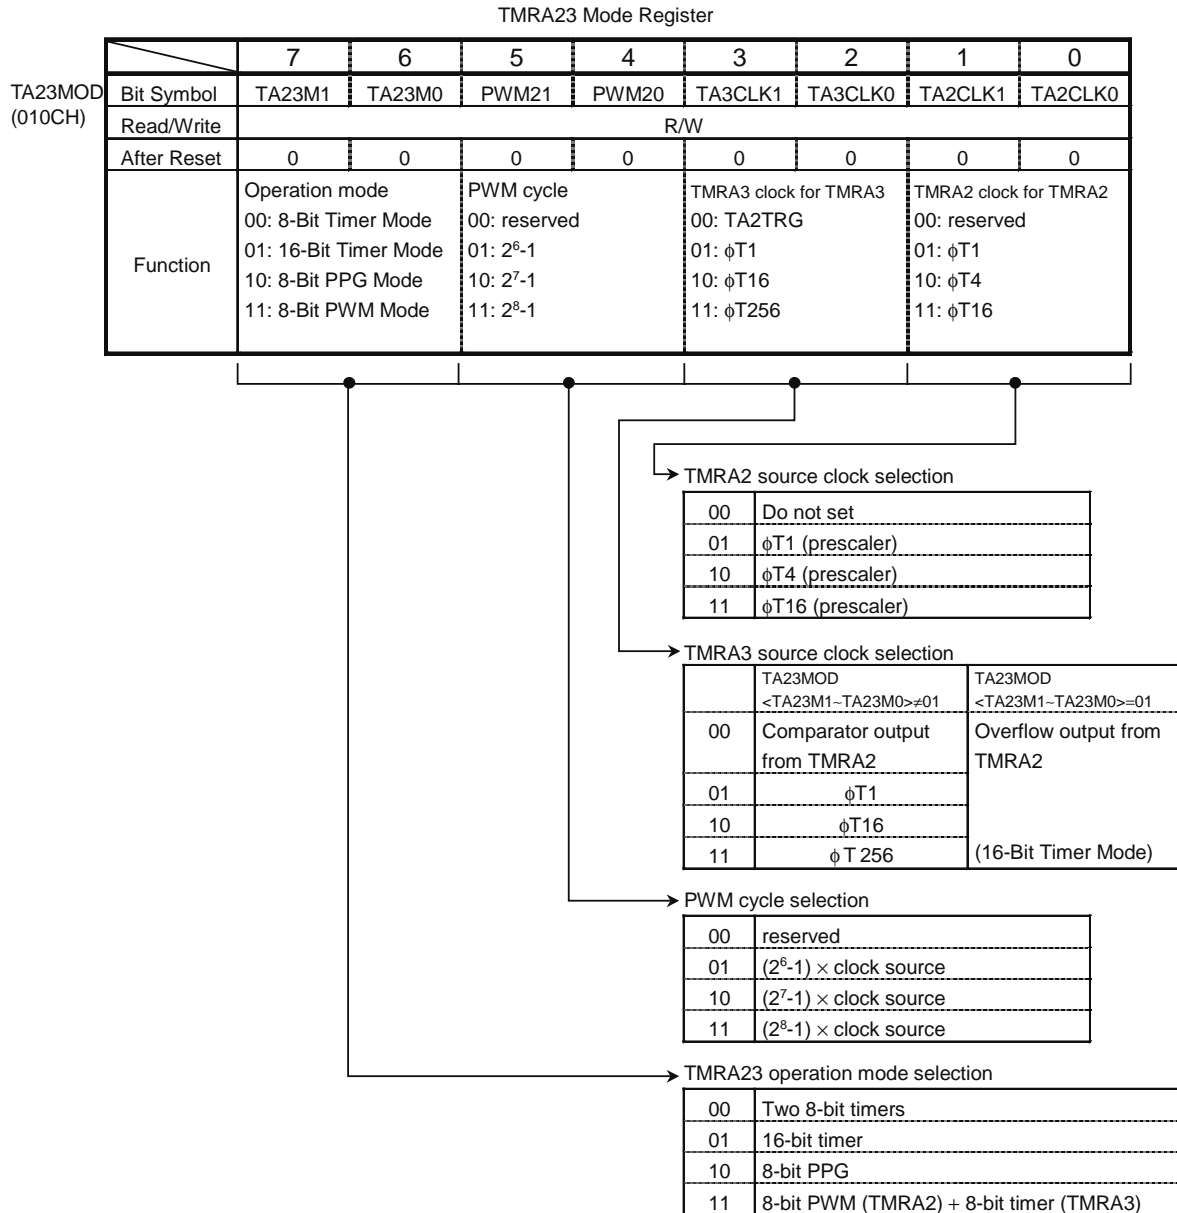 TMRA23 Mode Register
7 6 5 4 3 2 1 0
TA23MOD
(010CH)
Bit Symbol TA23M1 TA23M0 PWM21 PWM20 TA3CLK1 TA3CLK0 TA2CLK1 TA2CLK0
Read/Write R/W
After Reset 0 0 0 0 0 0 0 0
Function
Operation mode
00: 8-Bit Timer Mode
01: 16-Bit Timer Mode
10: 8-Bit PPG Mode
11: 8-Bit PWM Mode
PWM cycle
00: reserved
01: 2⁶-1
10: 2⁷-1
11: 2⁸-1
TMRA3 clock for TMRA3
00: TA2TRG
01: ϕT1
10: ϕT16
11: ϕT256
TMRA2 clock for TMRA2
00: reserved
01: ϕT1
10: ϕT4
11: ϕT16
TMRA2 source clock selection
00 Do not set
01 ϕT1 (prescaler)
10 ϕT4 (prescaler)
11 ϕT16 (prescaler)
TMRA3 source clock selection
TA23MOD
<TA23M1~TA23M0>≠01
TA23MOD
<TA23M1~TA23M0>=01
00 Comparator output
from TMRA2
01 ϕT1
10 ϕT16
11 ϕT256
Overflow output from
TMRA2
(16-Bit Timer Mode)
PWM cycle selection
00 reserved
01 (2⁶-1) × clock source
10 (2⁷-1) × clock source
11 (2⁸-1) × clock source
TMRA23 operation mode selection
00 Two 8-bit timers
01 16-bit timer
10 8-bit PPG
11 8-bit PWM (TMRA2) + 8-bit timer (TMRA3)